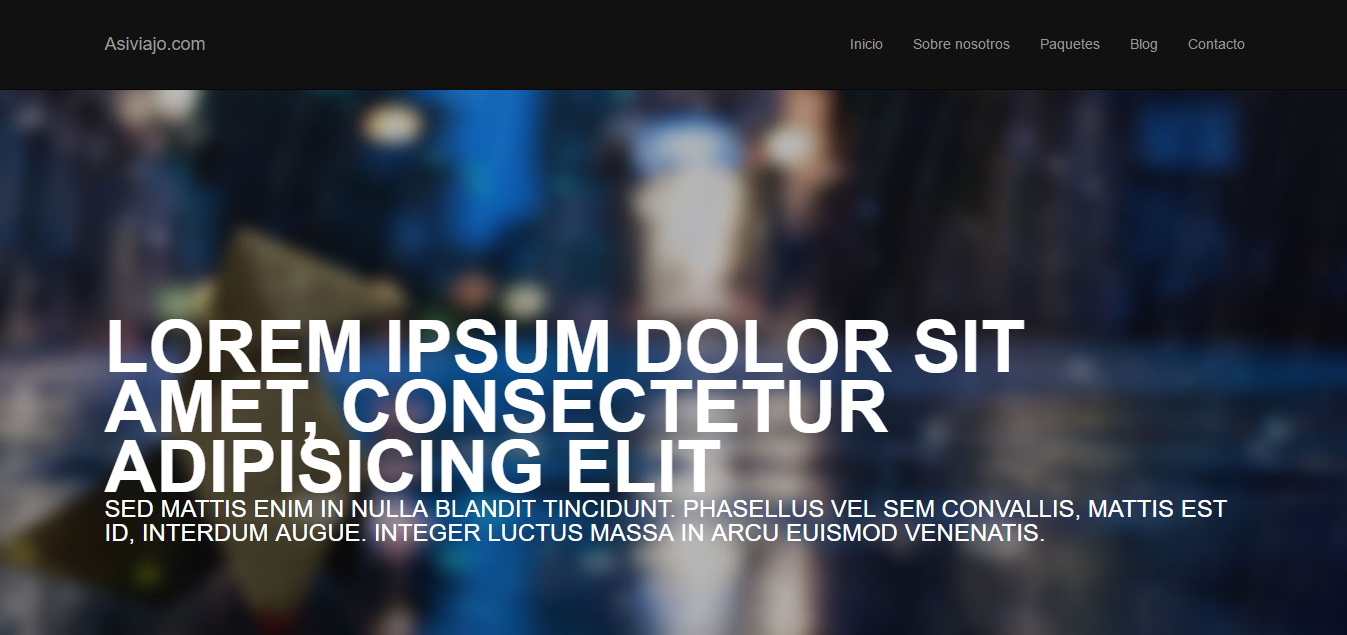 Asiviajo.com
Inicio Sobre nosotros Paquetes Blog Contacto
LOREM IPSUM DOLOR SIT
AMET, CONSECTETUR
ADIPISICING ELIT
SED MATTIS ENIM IN NULLA BLANDIT TINCIDUNT. PHASELLUS VEL SEM CONVALLIS, MATTIS EST
ID, INTERDUM AUGUE. INTEGER LUCTUS MASSA IN ARCU EUISMOD VENENATIS.